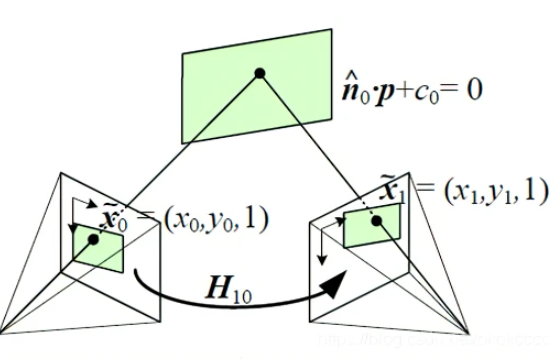 n̂₀·p+c₀= 0
x̃₀ = (x₀,y₀,1)
x̃₁ = (x₁,y₁,1)
H₁₀